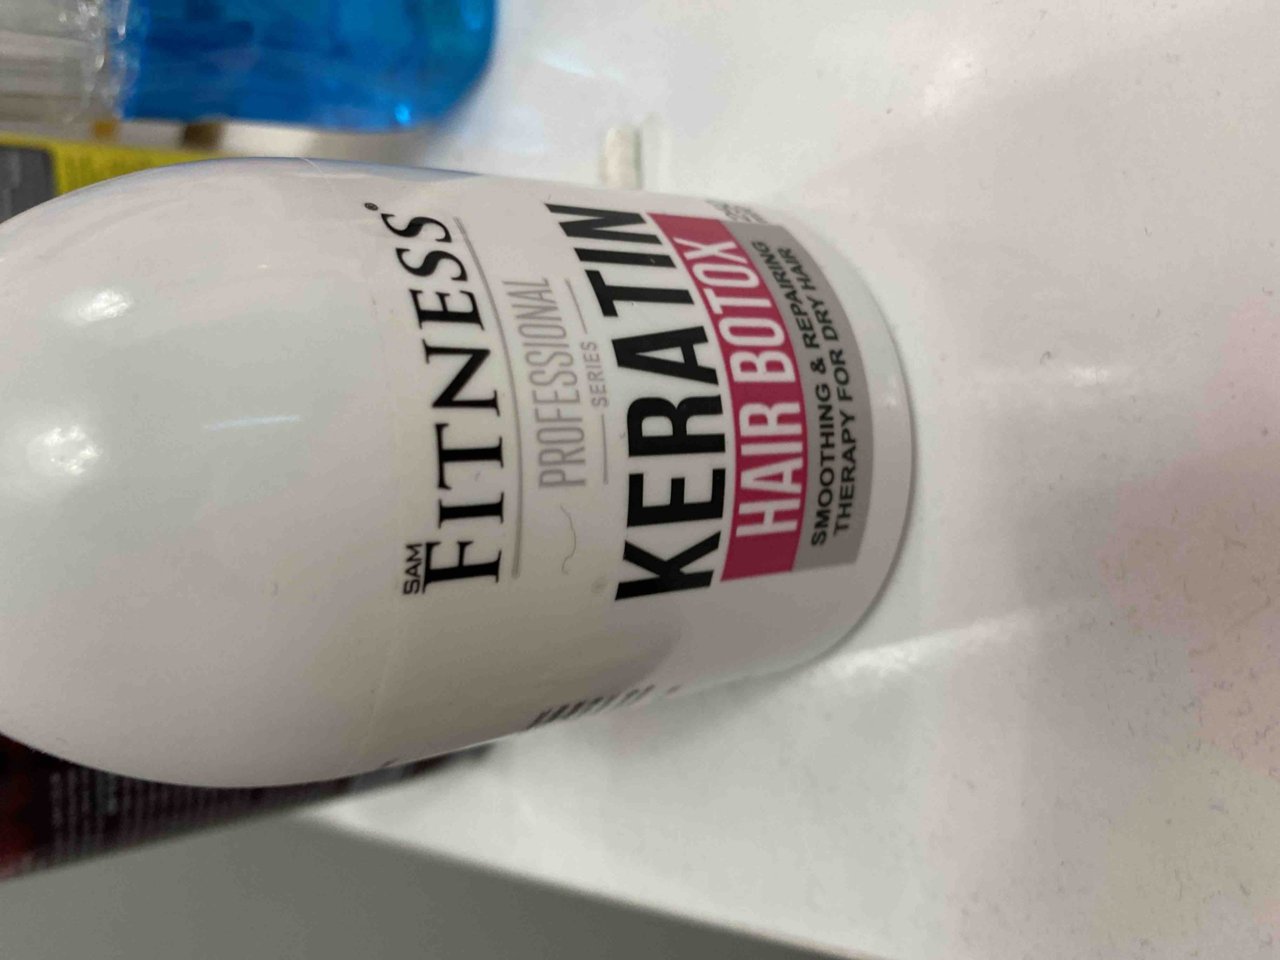 SAM
FITNESS
PROFESSIONAL
SERIES
KERATIN
HAIR BOTOX
SMOOTHING & REPAIRING
THERAPY FOR DRY HAIR